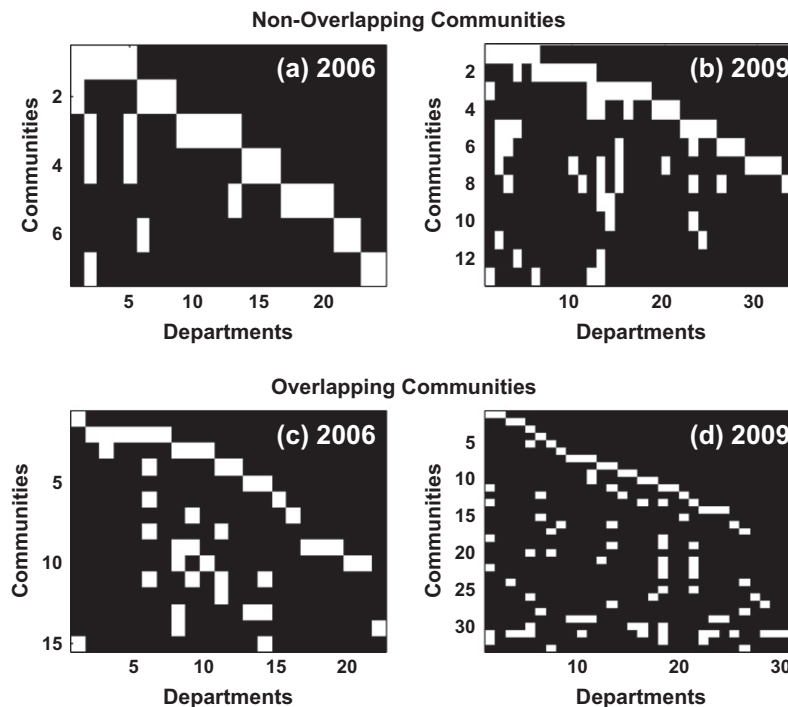 Non-Overlapping Communities
(a) 2006
(b) 2009
Communities
2
4
6
5
10
15
20
Departments
2
4
6
8
10
12
Communities
10
20
30
Departments
Overlapping Communities
(c) 2006
(d) 2009
Communities
5
10
15
5
10
15
20
Departments
Communities
5
10
15
20
25
30
10
20
30
Departments